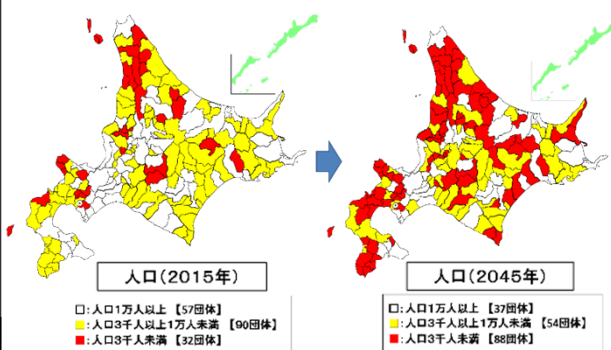 人口(2015年)
□:人口1万人以上 【57団体】
■:人口3千人以上1万人未満 【90団体】
■:人口3千人未満 【32団体】
人口(2045年)
□:人口1万人以上 【37団体】
■:人口3千人以上1万人未満 【54団体】
■:人口3千人未満 【88団体】